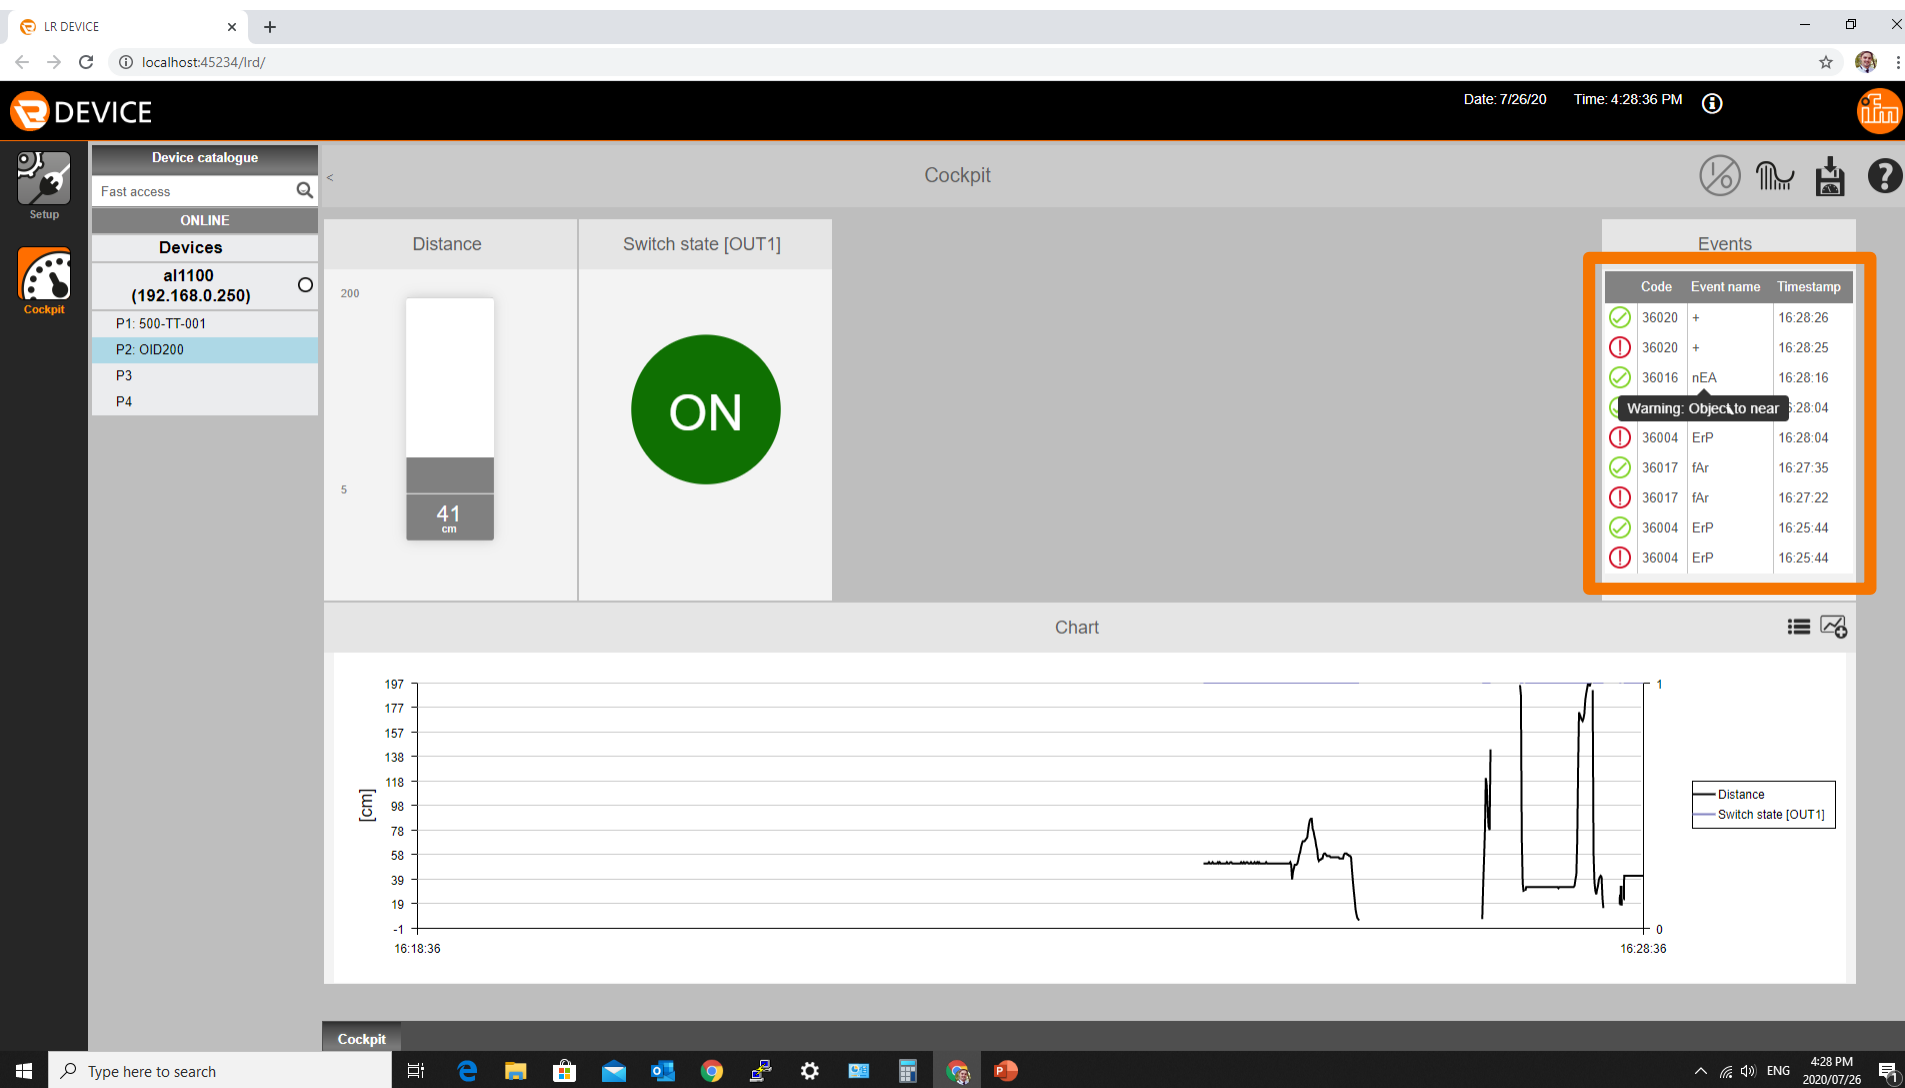 LR DEVICE
localhost:45234/lrd/
DEVICE
Date: 7/26/20
Time: 4:28:36 PM
ifm
Setup
Cockpit
Device catalogue
Fast access
ONLINE
Devices
al1100
(192.168.0.250)
P1: 500-TT-001
P2: OID200
P3
P4
<
Cockpit
I/O
Distance
200
5
41
cm
Switch state [OUT1]
ON
Events
Code Event name Timestamp
36020 + 16:28:26
36020 + 16:28:25
36016 nEA 16:28:16
Warning: Object to near :28:04
36004 ErP 16:28:04
36017 fAr 16:27:35
36017 fAr 16:27:22
36004 ErP 16:25:44
36004 ErP 16:25:44
Chart
[cm]
197
177
157
138
118
98
78
58
39
19
-1
1
0
16:18:36
16:28:36
Distance
Switch state [OUT1]
Cockpit
Type here to search
ENG
4:28 PM
2020/07/26
1